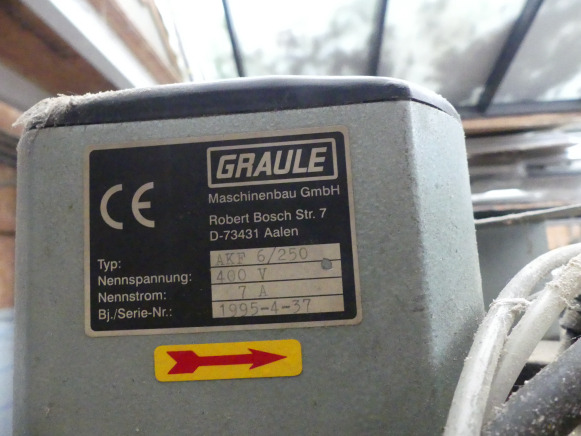 CE
GRAULE
Maschinenbau GmbH
Robert Bosch Str. 7
D-73431 Aalen
Typ: AKF 6/250
Nennspannung: 400 V
Nennstrom: 7 A
Bj./Serie-Nr.: 1995-4-37